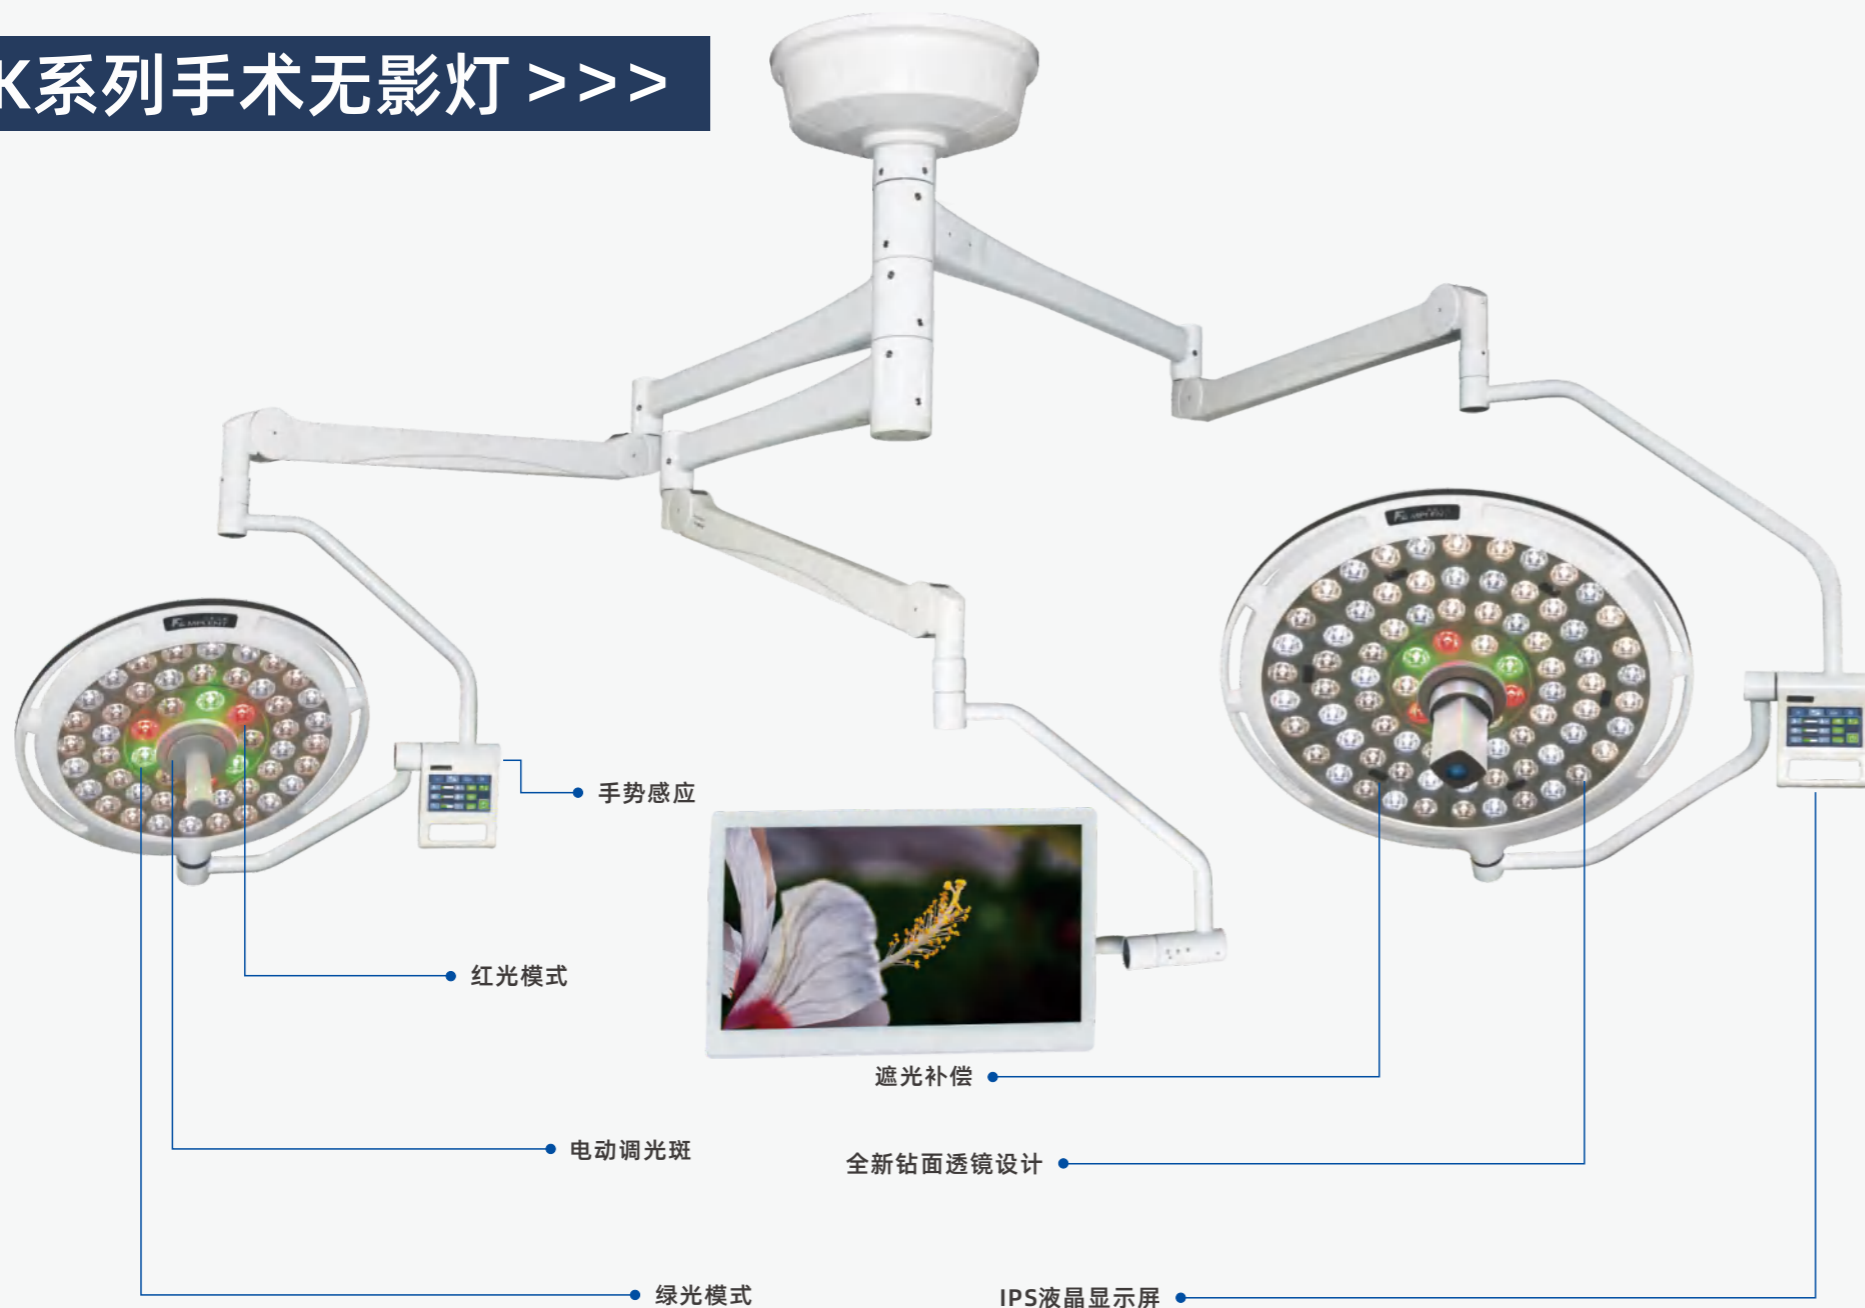 K系列手术无影灯 >>>
手势感应
红光模式
遮光补偿
电动调光斑
全新钻面透镜设计
绿光模式
IPS液晶显示屏